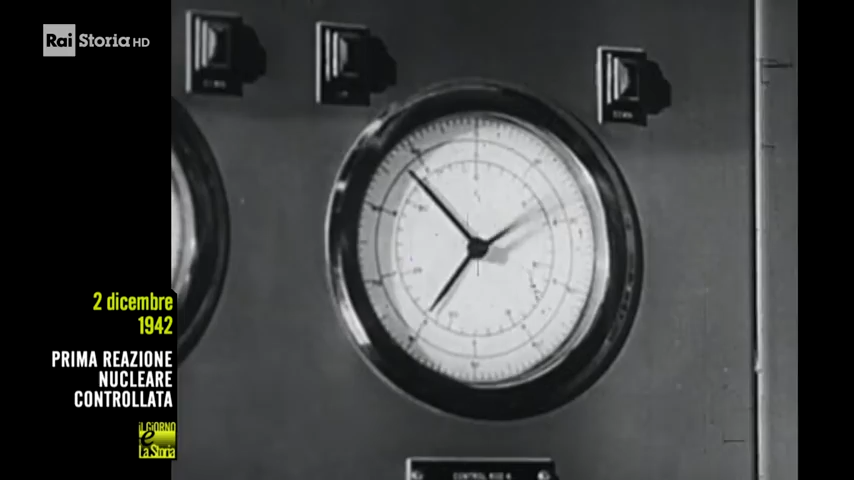 Rai Storia HD
2 dicembre
1942
PRIMA REAZIONE
NUCLEARE
CONTROLLATA
iL GiORNO
e
La Storia
CONTROL ROD